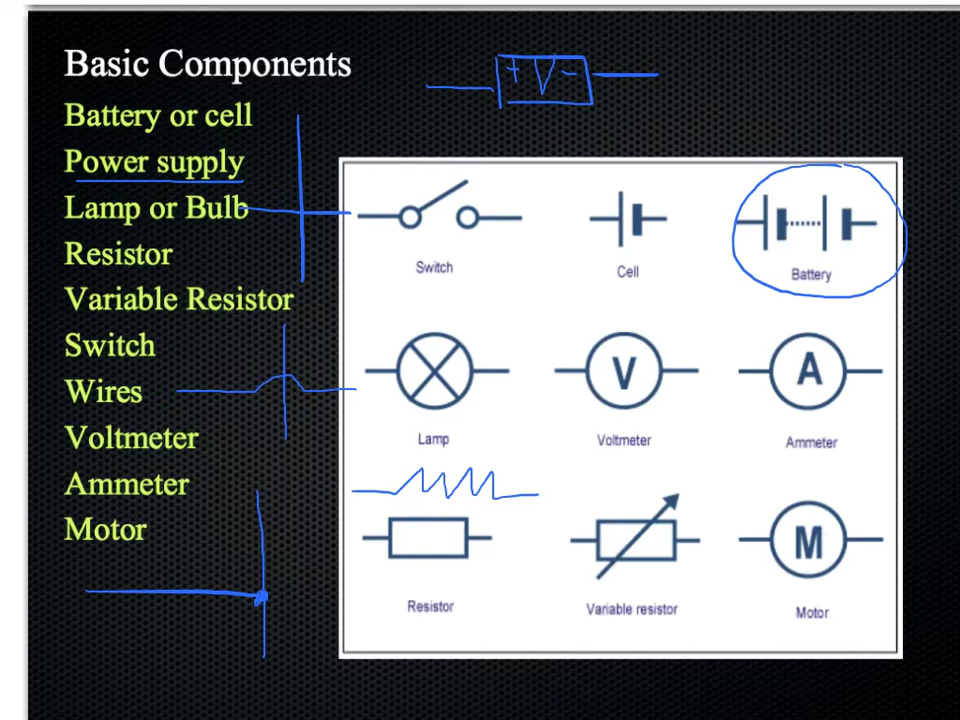 Basic Components
+ V -
Battery or cell
Power supply
Lamp or Bulb
Resistor
Variable Resistor
Switch
Wires
Voltmeter
Ammeter
Motor
Switch
Cell
Battery
V
A
Lamp
Voltmeter
Ammeter
M
Resistor
Variable resistor
Motor